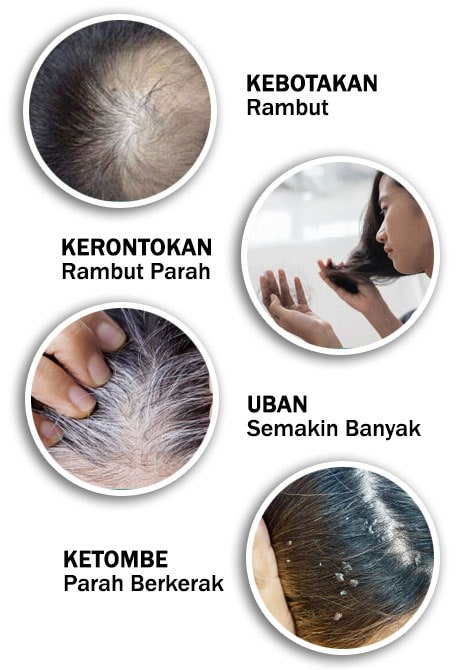 KEBOTAKAN
Rambut
KERONTOKAN
Rambut Parah
UBAN
Semakin Banyak
KETOMBE
Parah Berkerak